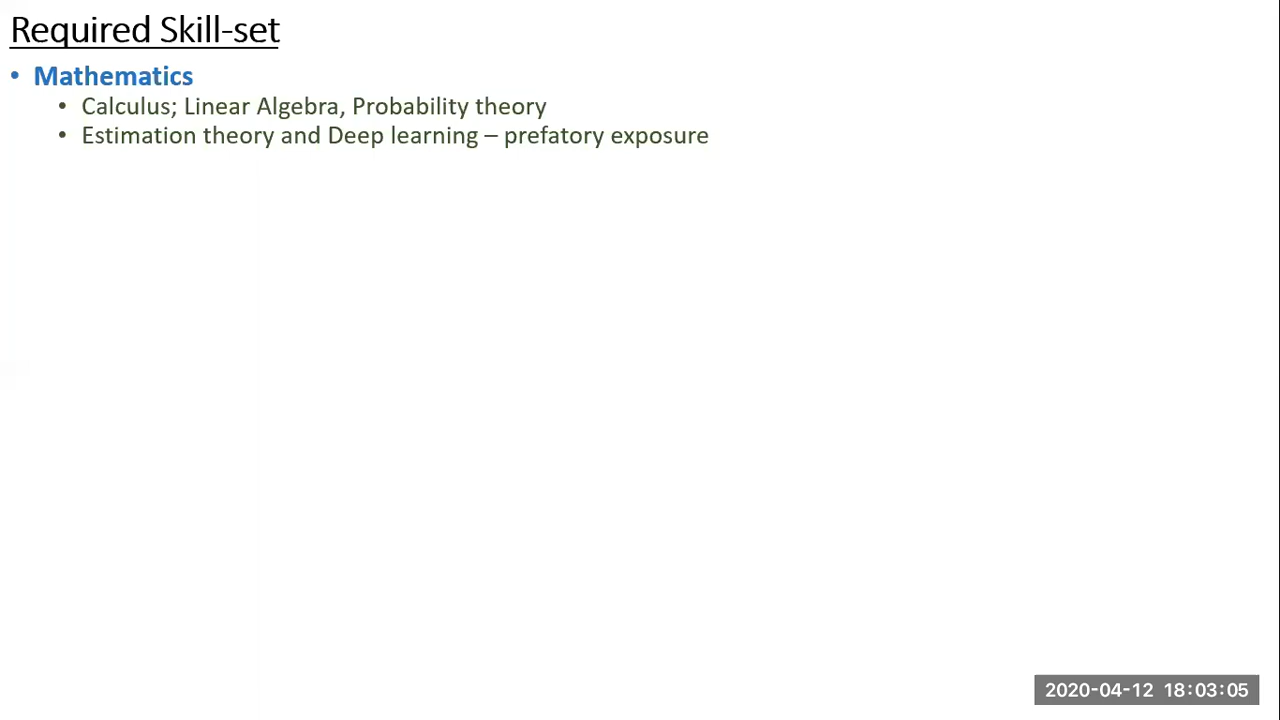 Required Skill-set
• Mathematics
• Calculus; Linear Algebra, Probability theory
• Estimation theory and Deep learning – prefatory exposure
2020-04-12 18:03:05